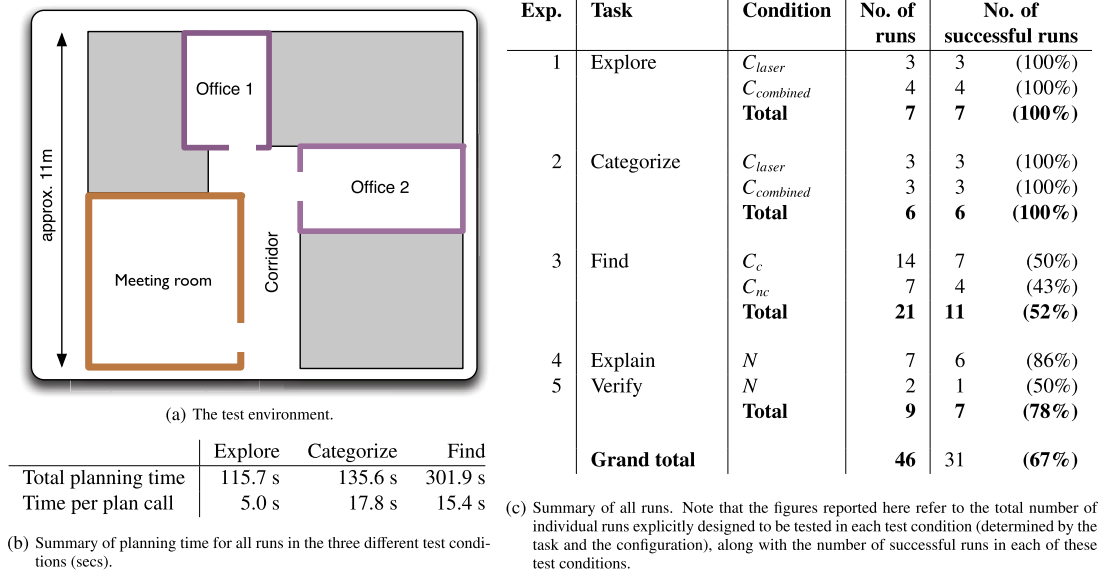 approx. 11m
Office 1
Office 2
Corridor
Meeting room
(a) The test environment.
Explore Categorize Find
Total planning time 115.7 s 135.6 s 301.9 s
Time per plan call 5.0 s 17.8 s 15.4 s
(b) Summary of planning time for all runs in the three different test condi-
tions (secs).
Exp. Task Condition No. of No. of
runs successful runs
1 Explore C_laser 3 3 (100%)
C_combined 4 4 (100%)
Total 7 7 (100%)
2 Categorize C_laser 3 3 (100%)
C_combined 3 3 (100%)
Total 6 6 (100%)
3 Find C_c 14 7 (50%)
C_nc 7 4 (43%)
Total 21 11 (52%)
4 Explain N 7 6 (86%)
5 Verify N 2 1 (50%)
Total 9 7 (78%)
Grand total 46 31 (67%)
(c) Summary of all runs. Note that the figures reported here refer to the total number of
individual runs explicitly designed to be tested in each test condition (determined by the
task and the configuration), along with the number of successful runs in each of these
test conditions.